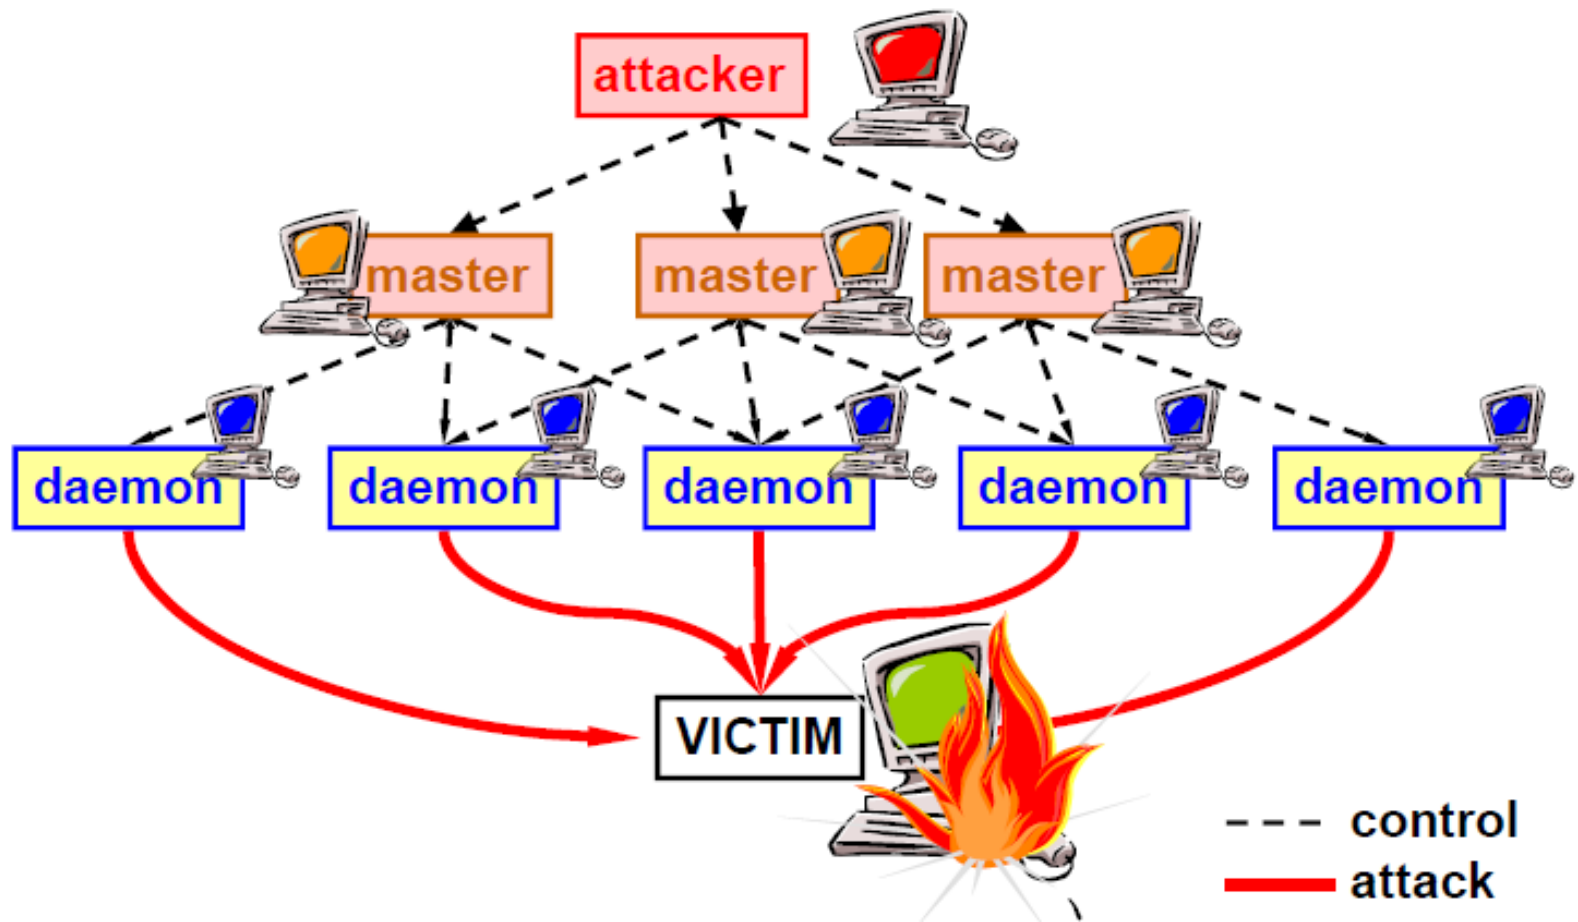 attacker
master
master
master
daemon
daemon
daemon
daemon
daemon
VICTIM
control
attack